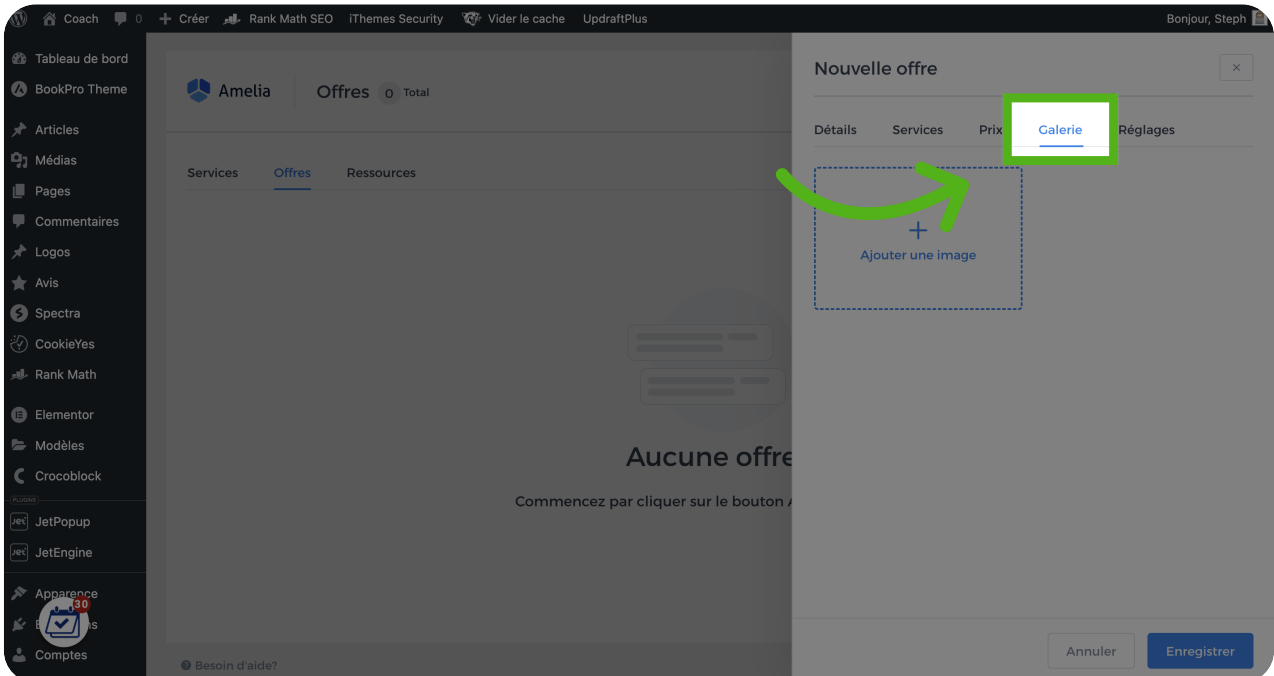 Coach 0 Créer Rank Math SEO iThemes Security Vider le cache UpdraftPlus Bonjour, Steph
Tableau de bord
BookPro Theme
Articles
Médias
Pages
Commentaires
Logos
Avis
Spectra
CookieYes
Rank Math
Elementor
Modèles
Crocoblock
PLUGINS
JetPopup
JetEngine
Apparence
30
Comptes
Amelia
Offres 0 Total
Services Offres Ressources
Aucune offre
Commencez par cliquer sur le bouton
Besoin d'aide?
Nouvelle offre
×
Détails Services Prix Galerie Réglages
+
Ajouter une image
Annuler Enregistrer